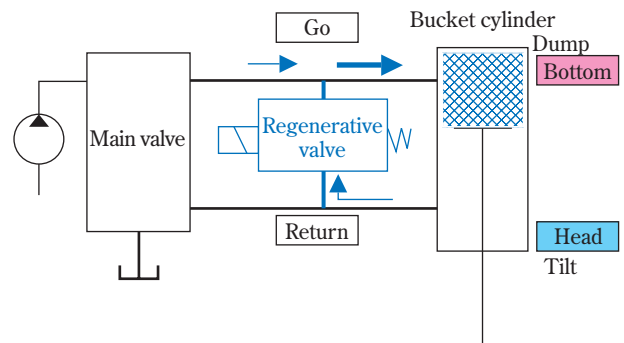 Go
Bucket cylinder
Dump
Bottom
Main valve
Regenerative
valve
Return
Head
Tilt